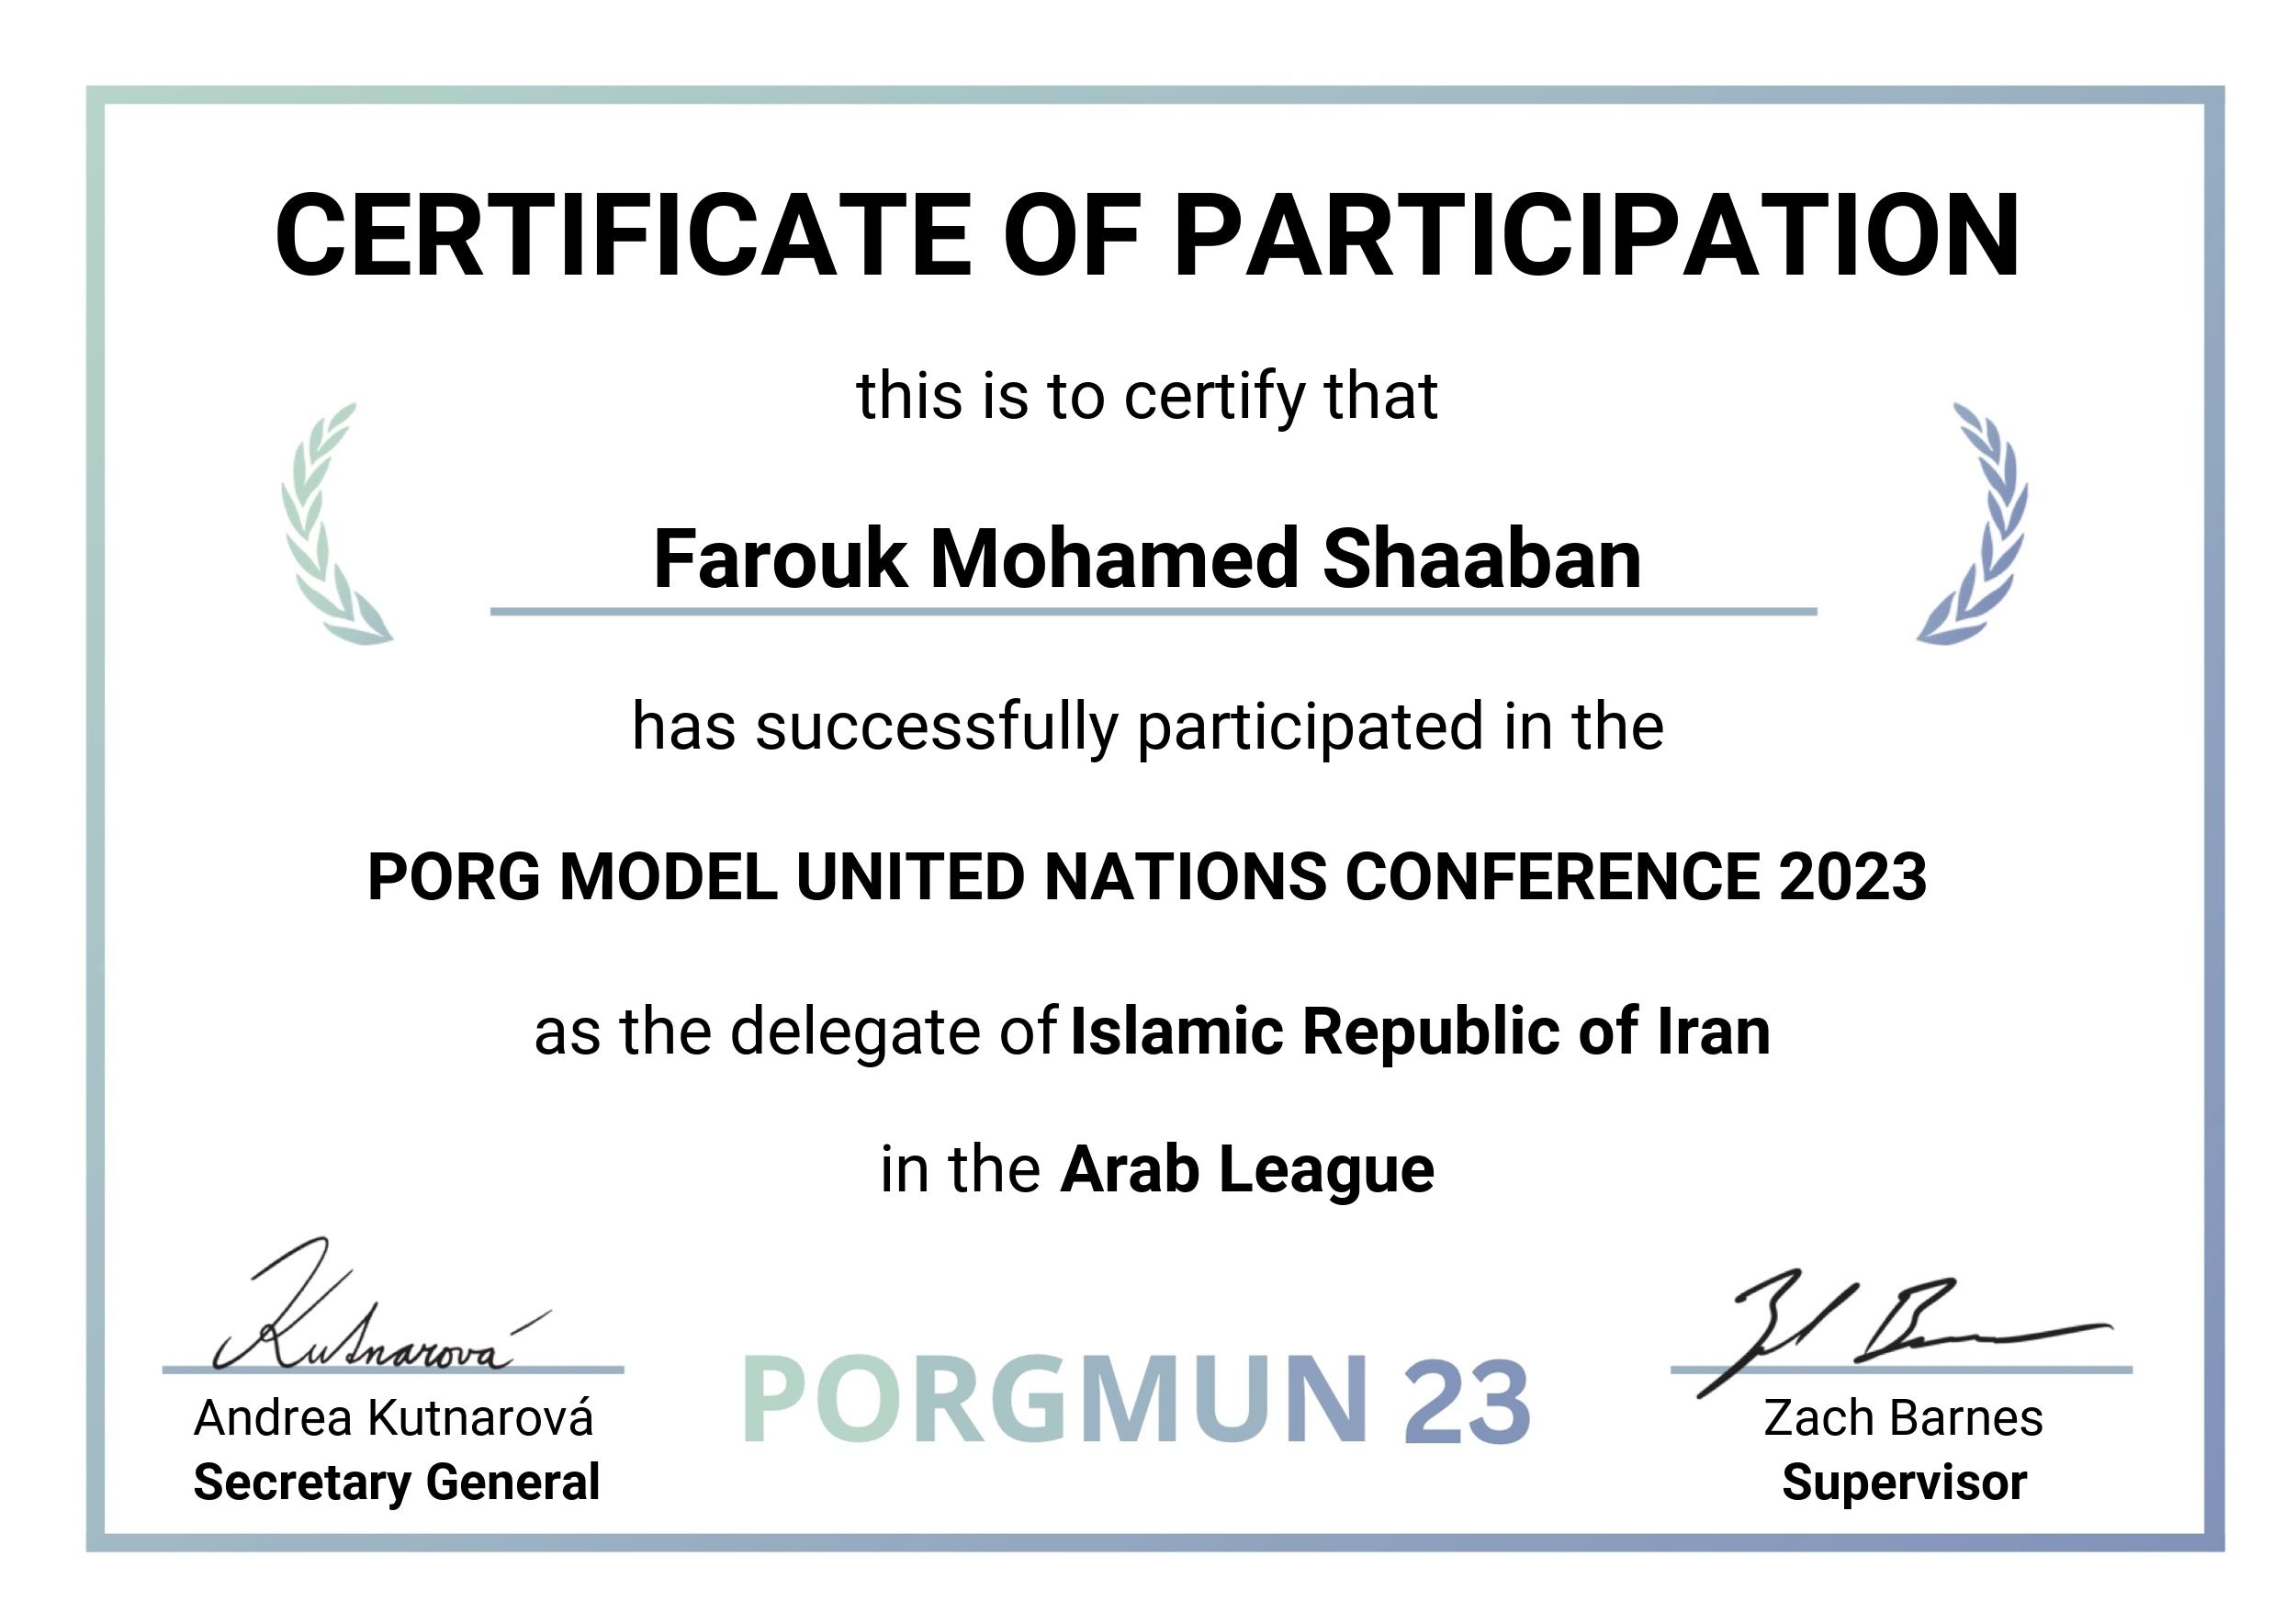 CERTIFICATE OF PARTICIPATION
this is to certify that
Farouk Mohamed Shaaban
has successfully participated in the
PORG MODEL UNITED NATIONS CONFERENCE 2023
as the delegate of Islamic Republic of Iran
in the Arab League
Kutnarová
Andrea Kutnarová
Secretary General
PORGMUN 23
Zach Barnes
Supervisor